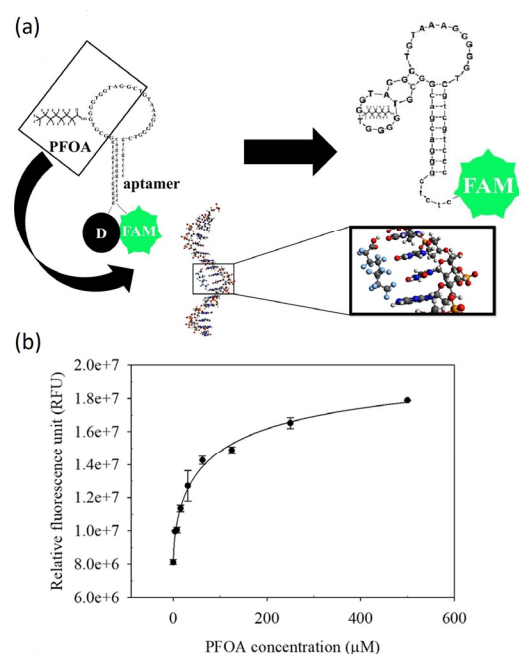 (a)
PFOA
aptamer
D
FAM
FAM
(b)
Relative fluorescence unit (RFU)
2.0e+7
1.8e+7
1.6e+7
1.4e+7
1.2e+7
1.0e+7
8.0e+6
6.0e+6
0
200
400
600
PFOA concentration (µM)